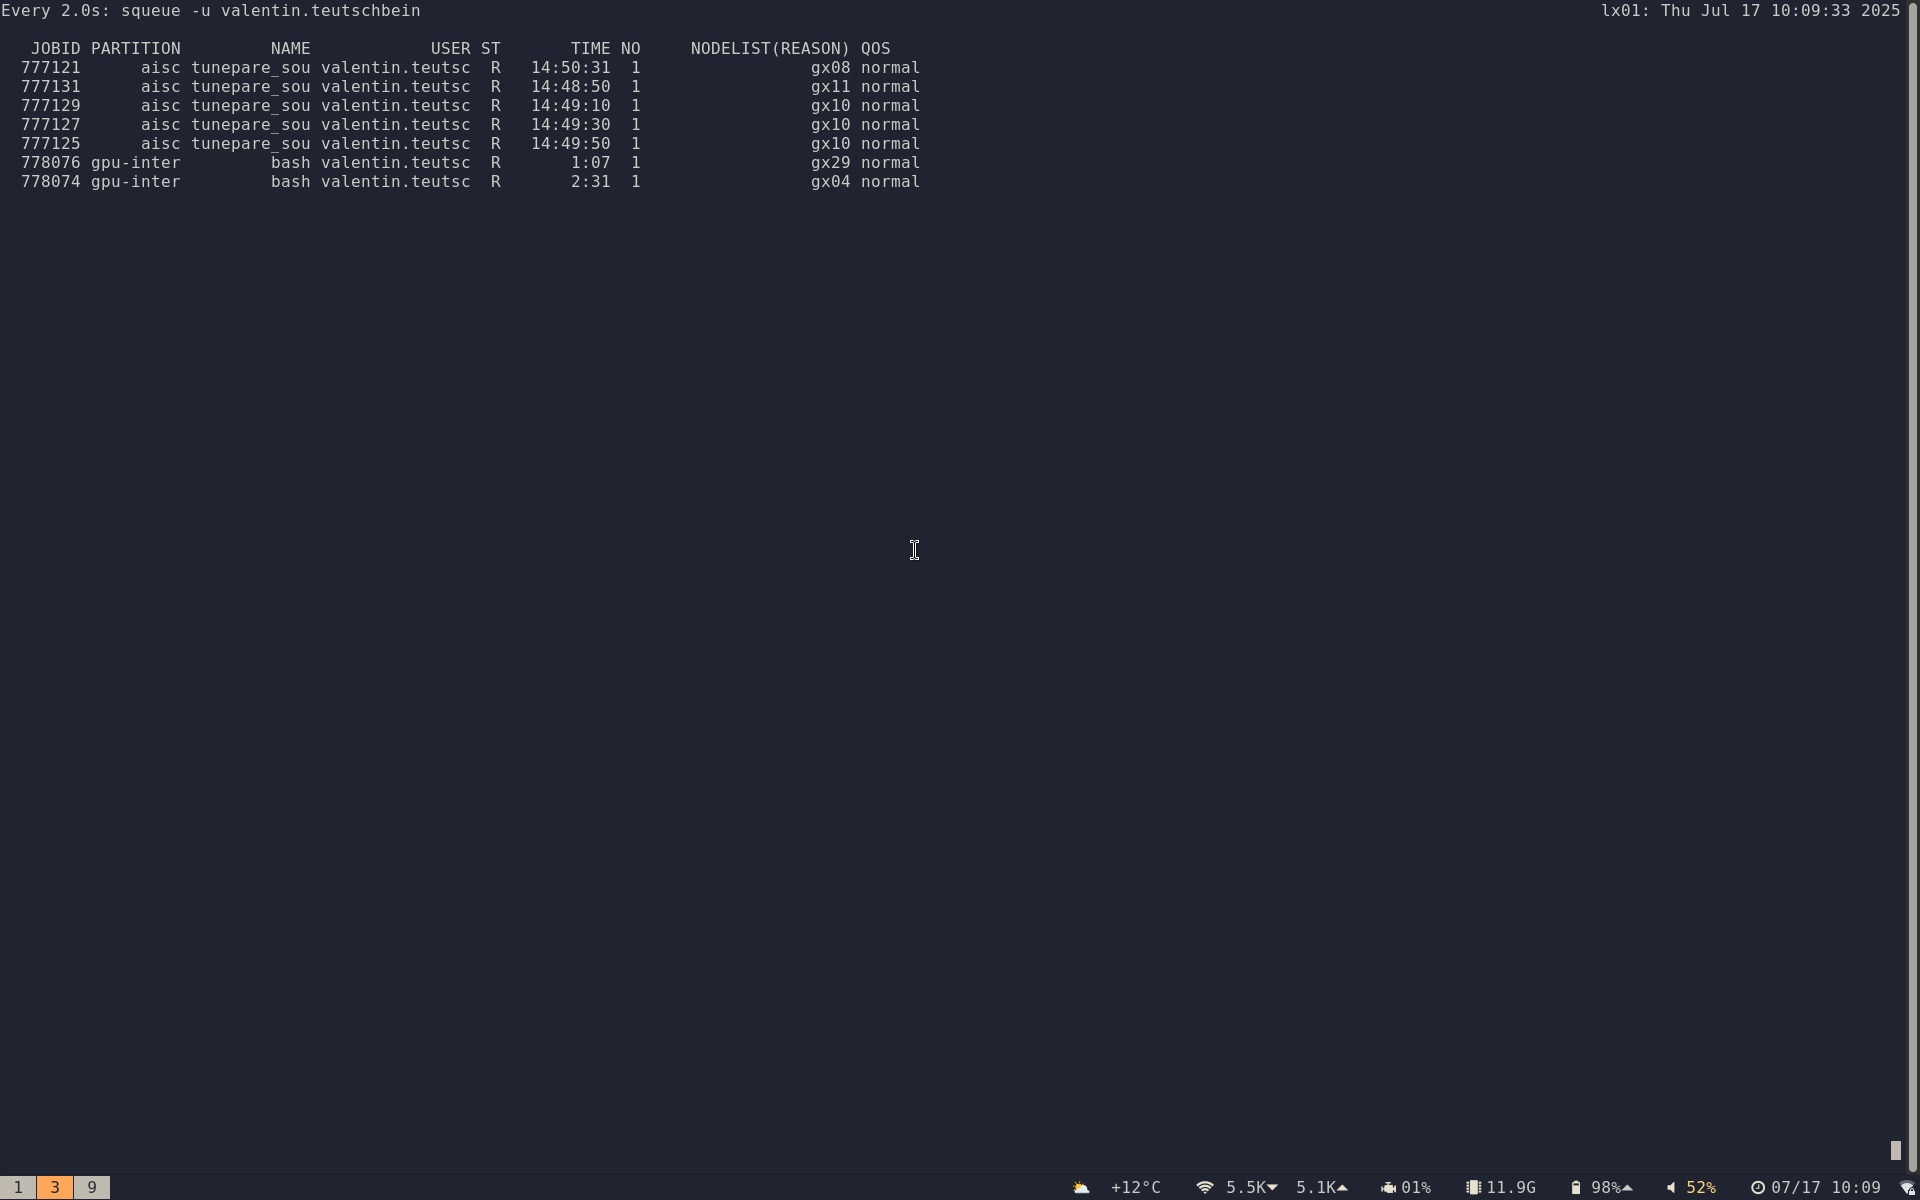 Every 2.0s: squeue -u valentin.teutschbein lx01: Thu Jul 17 10:09:33 2025
JOBID PARTITION NAME USER ST TIME NO NODELIST(REASON) QOS
777121 aisc tunepare_sou valentin.teutsc R 14:50:31 1 gx08 normal
777131 aisc tunepare_sou valentin.teutsc R 14:48:50 1 gx11 normal
777129 aisc tunepare_sou valentin.teutsc R 14:49:10 1 gx10 normal
777127 aisc tunepare_sou valentin.teutsc R 14:49:30 1 gx10 normal
777125 aisc tunepare_sou valentin.teutsc R 14:49:50 1 gx10 normal
778076 gpu-inter bash valentin.teutsc R 1:07 1 gx29 normal
778074 gpu-inter bash valentin.teutsc R 2:31 1 gx04 normal
1 3 9 +12°C 5.5K 5.1K 01% 11.9G 98% 52% 07/17 10:09